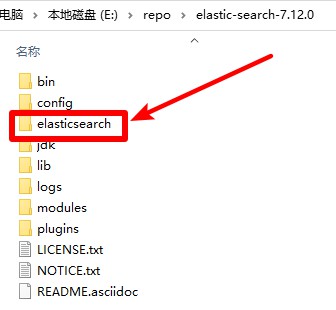 电脑 › 本地磁盘 (E:) › repo › elastic-search-7.12.0
名称
bin
config
elasticsearch
jdk
lib
logs
modules
plugins
LICENSE.txt
NOTICE.txt
README.asciidoc